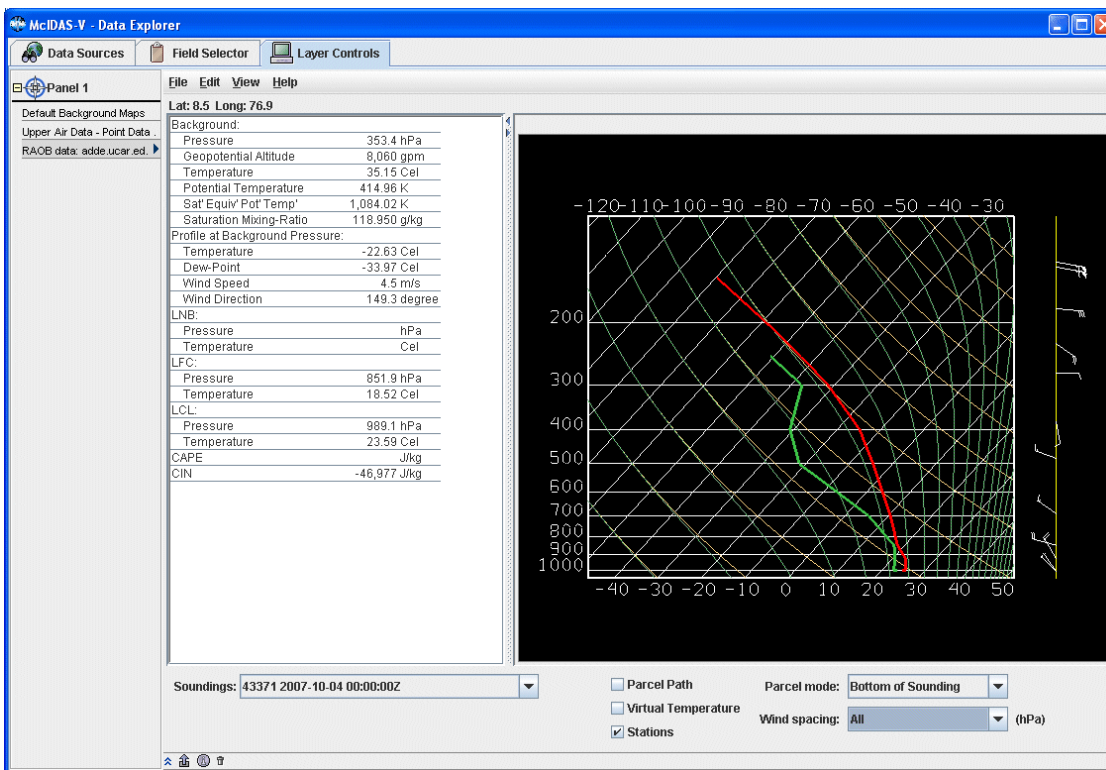 McIDAS-V - Data Explorer
Data Sources Field Selector Layer Controls
Panel 1
Default Background Maps
Upper Air Data - Point Data .
RAOB data: adde.ucar.ed.
File Edit View Help
Lat: 8.5 Long: 76.9
Background:
Pressure 353.4 hPa
Geopotential Altitude 8,060 gpm
Temperature 35.15 Cel
Potential Temperature 414.96 K
Sat' Equiv' Pot' Temp' 1,084.02 K
Saturation Mixing-Ratio 118.950 g/kg
Profile at Background Pressure:
Temperature -22.63 Cel
Dew-Point -33.97 Cel
Wind Speed 4.5 m/s
Wind Direction 149.3 degree
LNB:
Pressure hPa
Temperature Cel
LFC:
Pressure 851.9 hPa
Temperature 18.52 Cel
LCL:
Pressure 989.1 hPa
Temperature 23.59 Cel
CAPE J/kg
CIN -46,977 J/kg
-120 -110 -100 -90 -80 -70 -60 -50 -40 -30
200
300
400
500
600
700
800
900
1000
-40 -30 -20 -10 0 10 20 30 40 50
Soundings: 43371 2007-10-04 00:00:00Z
Parcel Path
Virtual Temperature
Stations
Parcel mode: Bottom of Sounding
Wind spacing: All (hPa)